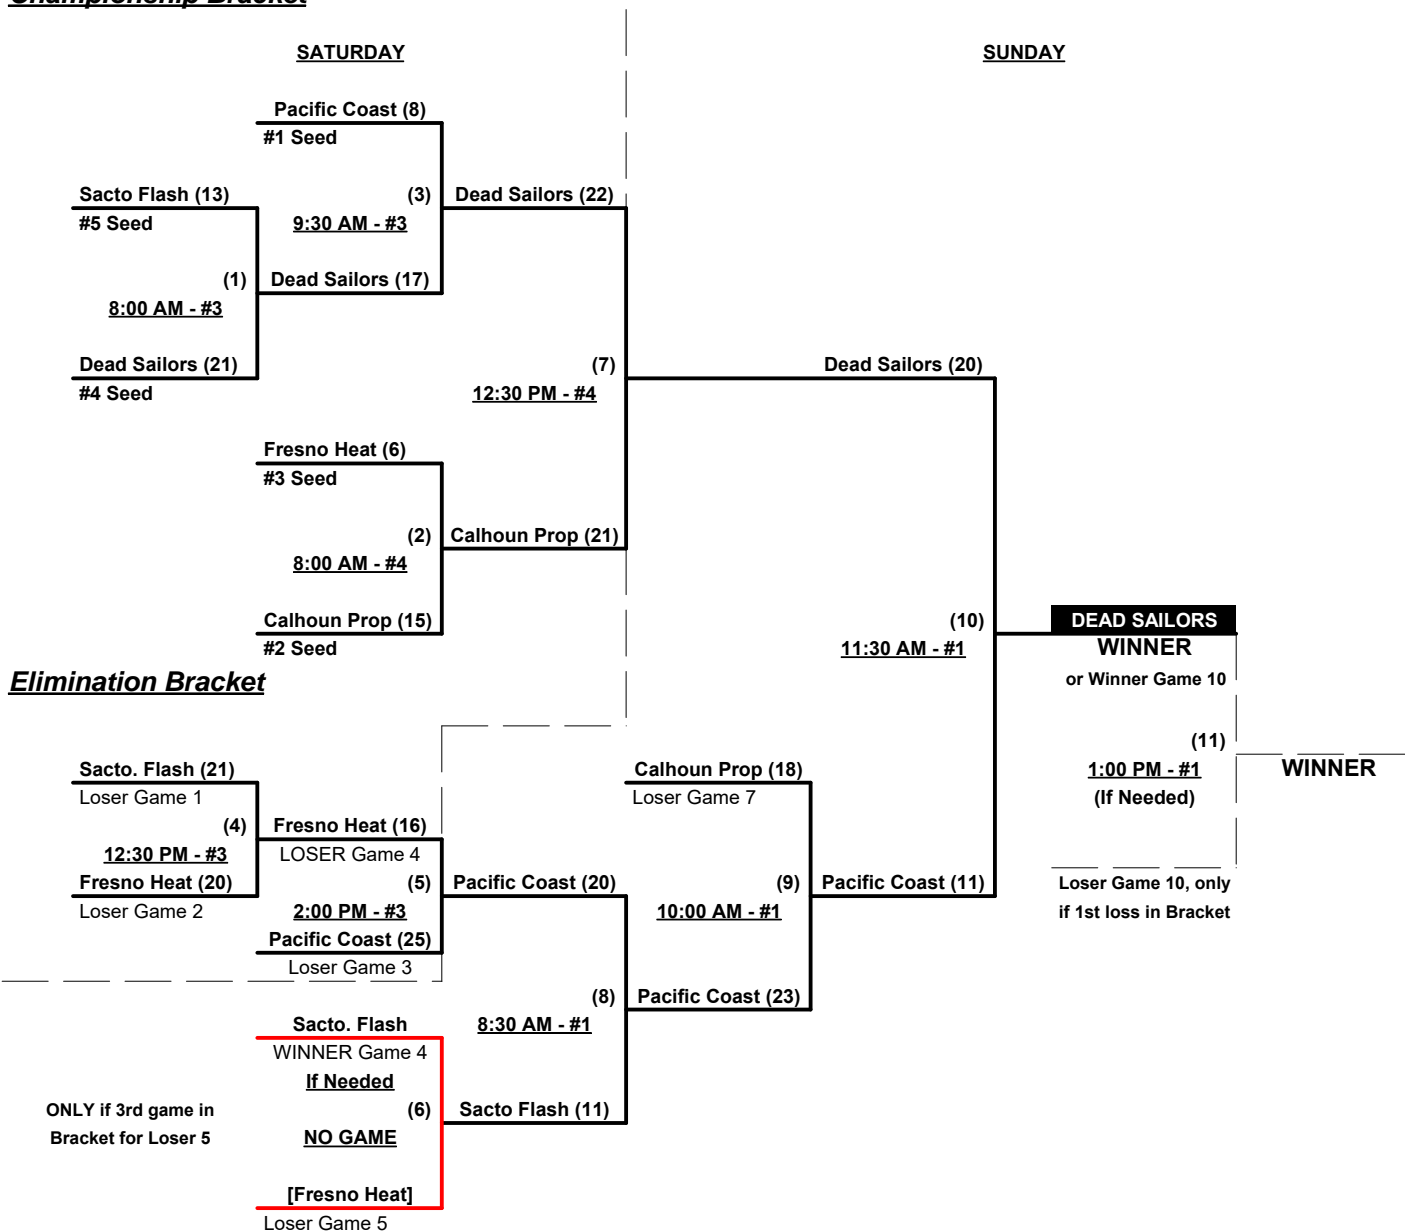 Championship Bracket
SATURDAY
SUNDAY
Pacific Coast (8)
#1 Seed
Sacto Flash (13)
#5 Seed
(3)
9:30 AM - #3
Dead Sailors (22)
(1)
8:00 AM - #3
Dead Sailors (17)
Dead Sailors (21)
#4 Seed
(7)
12:30 PM - #4
Dead Sailors (20)
Fresno Heat (6)
#3 Seed
(2)
8:00 AM - #4
Calhoun Prop (21)
Calhoun Prop (15)
#2 Seed
(10)
11:30 AM - #1
DEAD SAILORS
WINNER
or Winner Game 10
Elimination Bracket
(11)
1:00 PM - #1
(If Needed)
WINNER
Loser Game 10, only
if 1st loss in Bracket
Sacto. Flash (21)
Loser Game 1
(4)
12:30 PM - #3
Fresno Heat (20)
Loser Game 2
Fresno Heat (16)
LOSER Game 4
(5)
2:00 PM - #3
Pacific Coast (25)
Loser Game 3
Pacific Coast (20)
Calhoun Prop (18)
Loser Game 7
(9)
10:00 AM - #1
Pacific Coast (11)
(8)
8:30 AM - #1
Pacific Coast (23)
Sacto. Flash
WINNER Game 4
If Needed
(6)
NO GAME
Sacto Flash (11)
ONLY if 3rd game in
Bracket for Loser 5
[Fresno Heat]
Loser Game 5